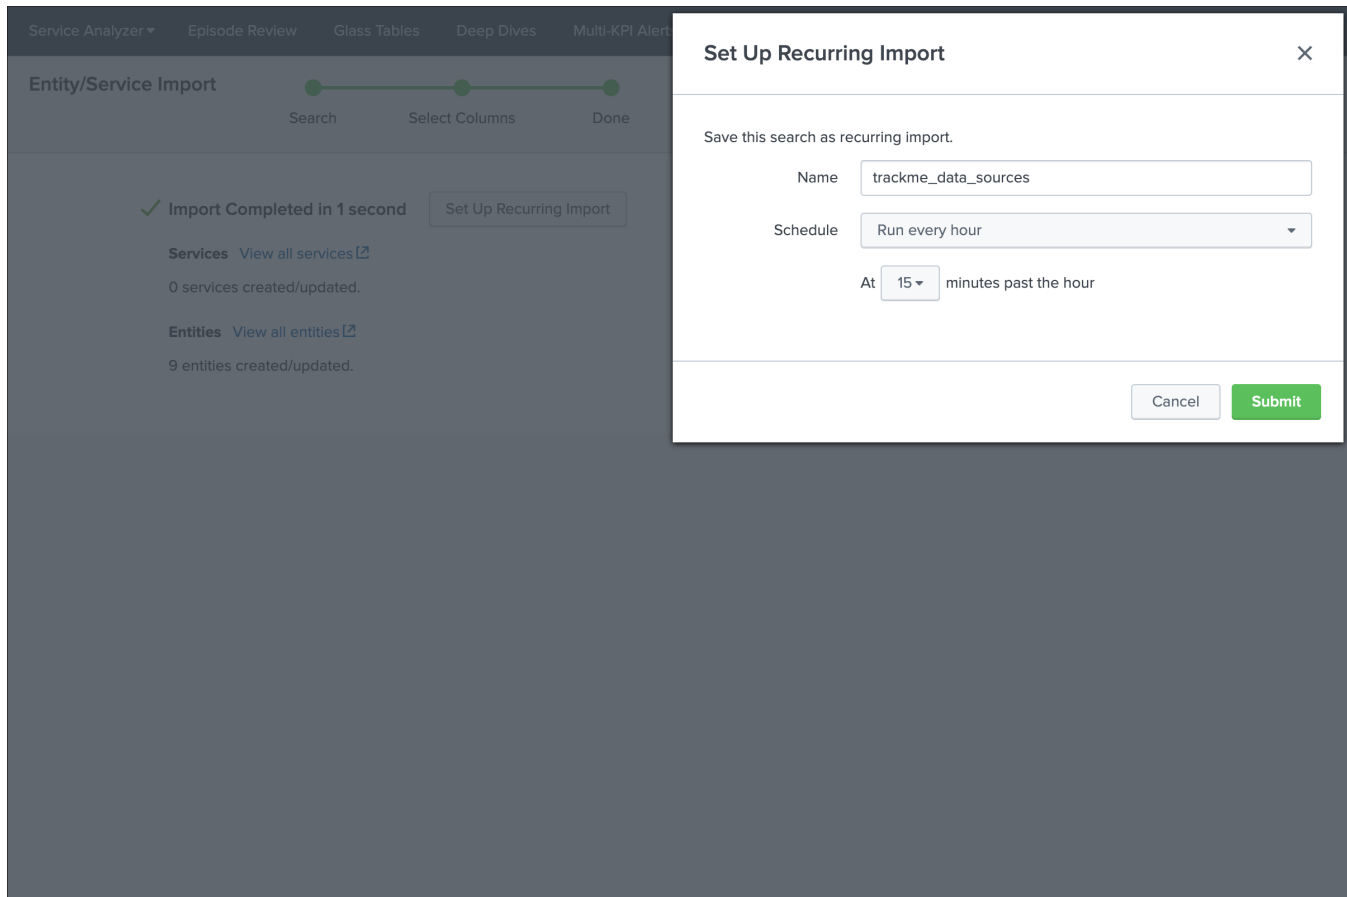 Service Analyzer Episode Review Glass Tables Deep Dives Multi-KPI Alert
Entity/Service Import
Search Select Columns Done
Import Completed in 1 second Set Up Recurring Import
Services View all services
0 services created/updated.
Entities View all entities
9 entities created/updated.
Set Up Recurring Import
Save this search as recurring import.
Name trackme_data_sources
Schedule Run every hour
At 15 minutes past the hour
Cancel Submit